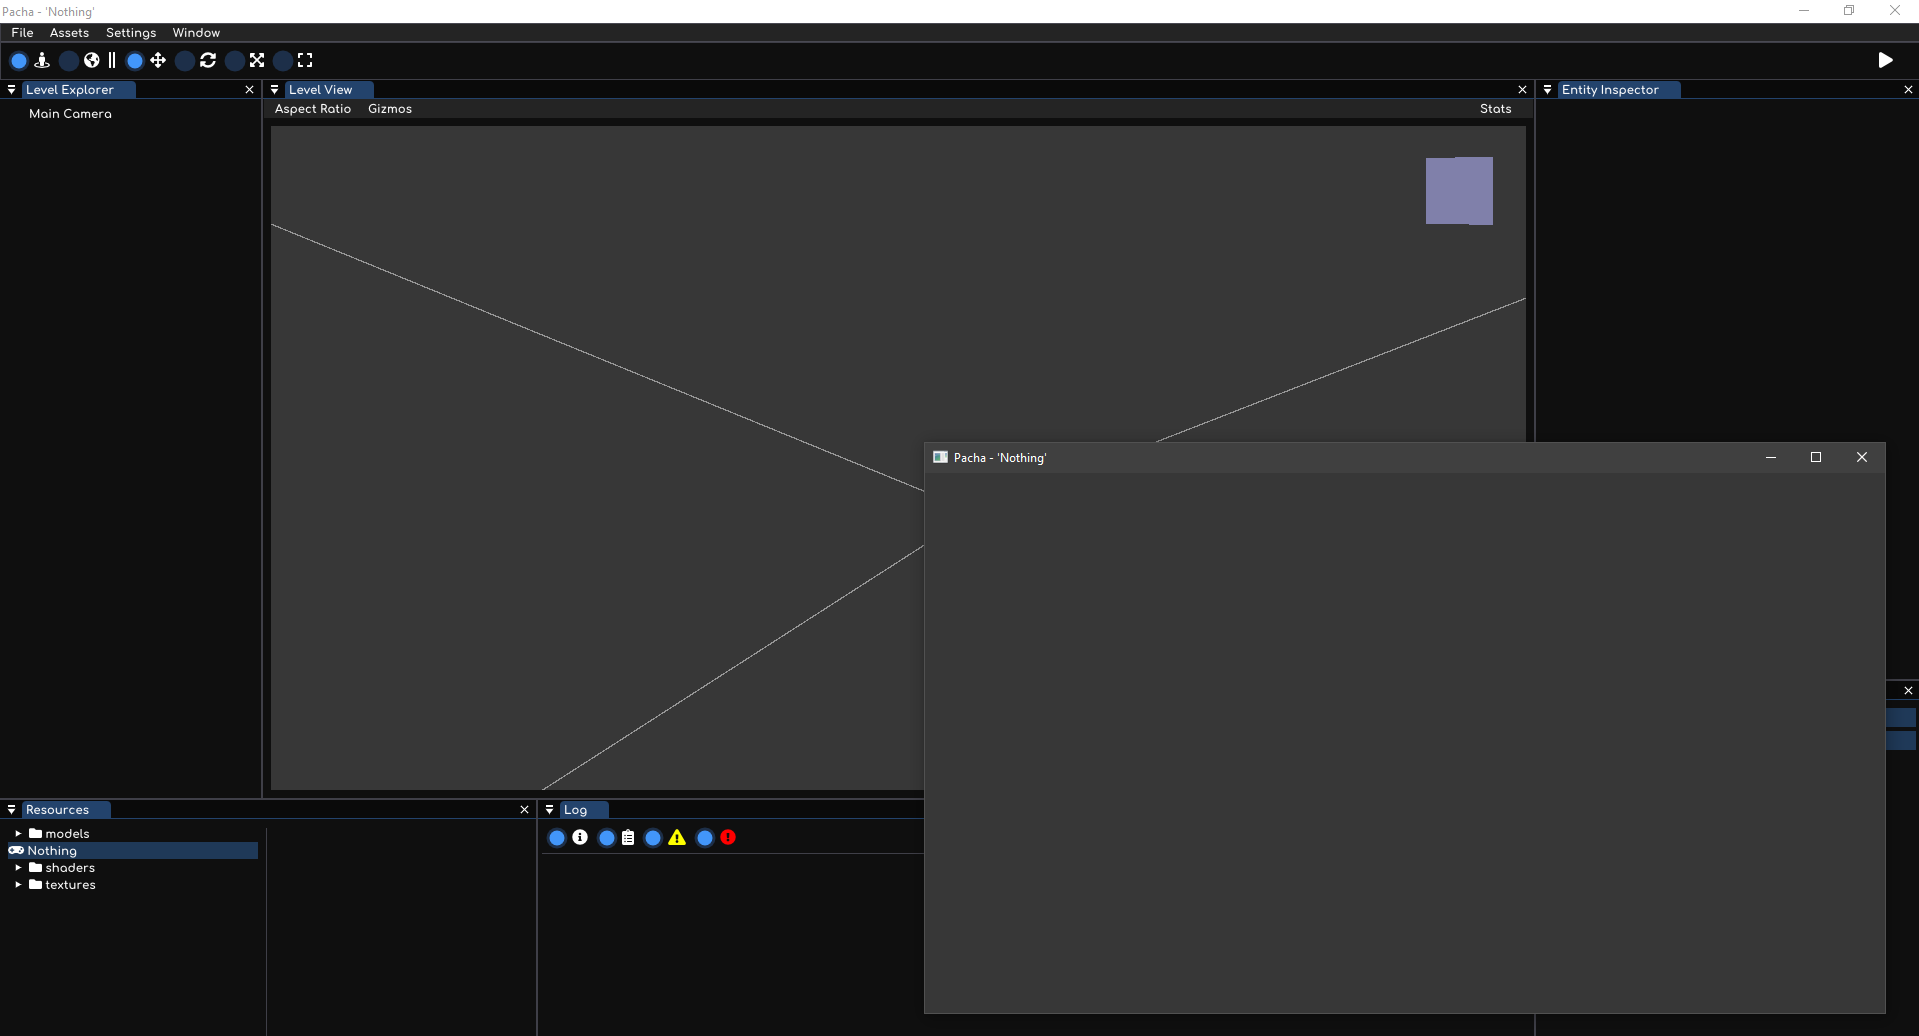 Pacha - 'Nothing'
File Assets Settings Window
Level Explorer
Main Camera
Level View
Aspect Ratio Gizmos Stats
Entity Inspector
Pacha - 'Nothing'
Resources
models
Nothing
shaders
textures
Log